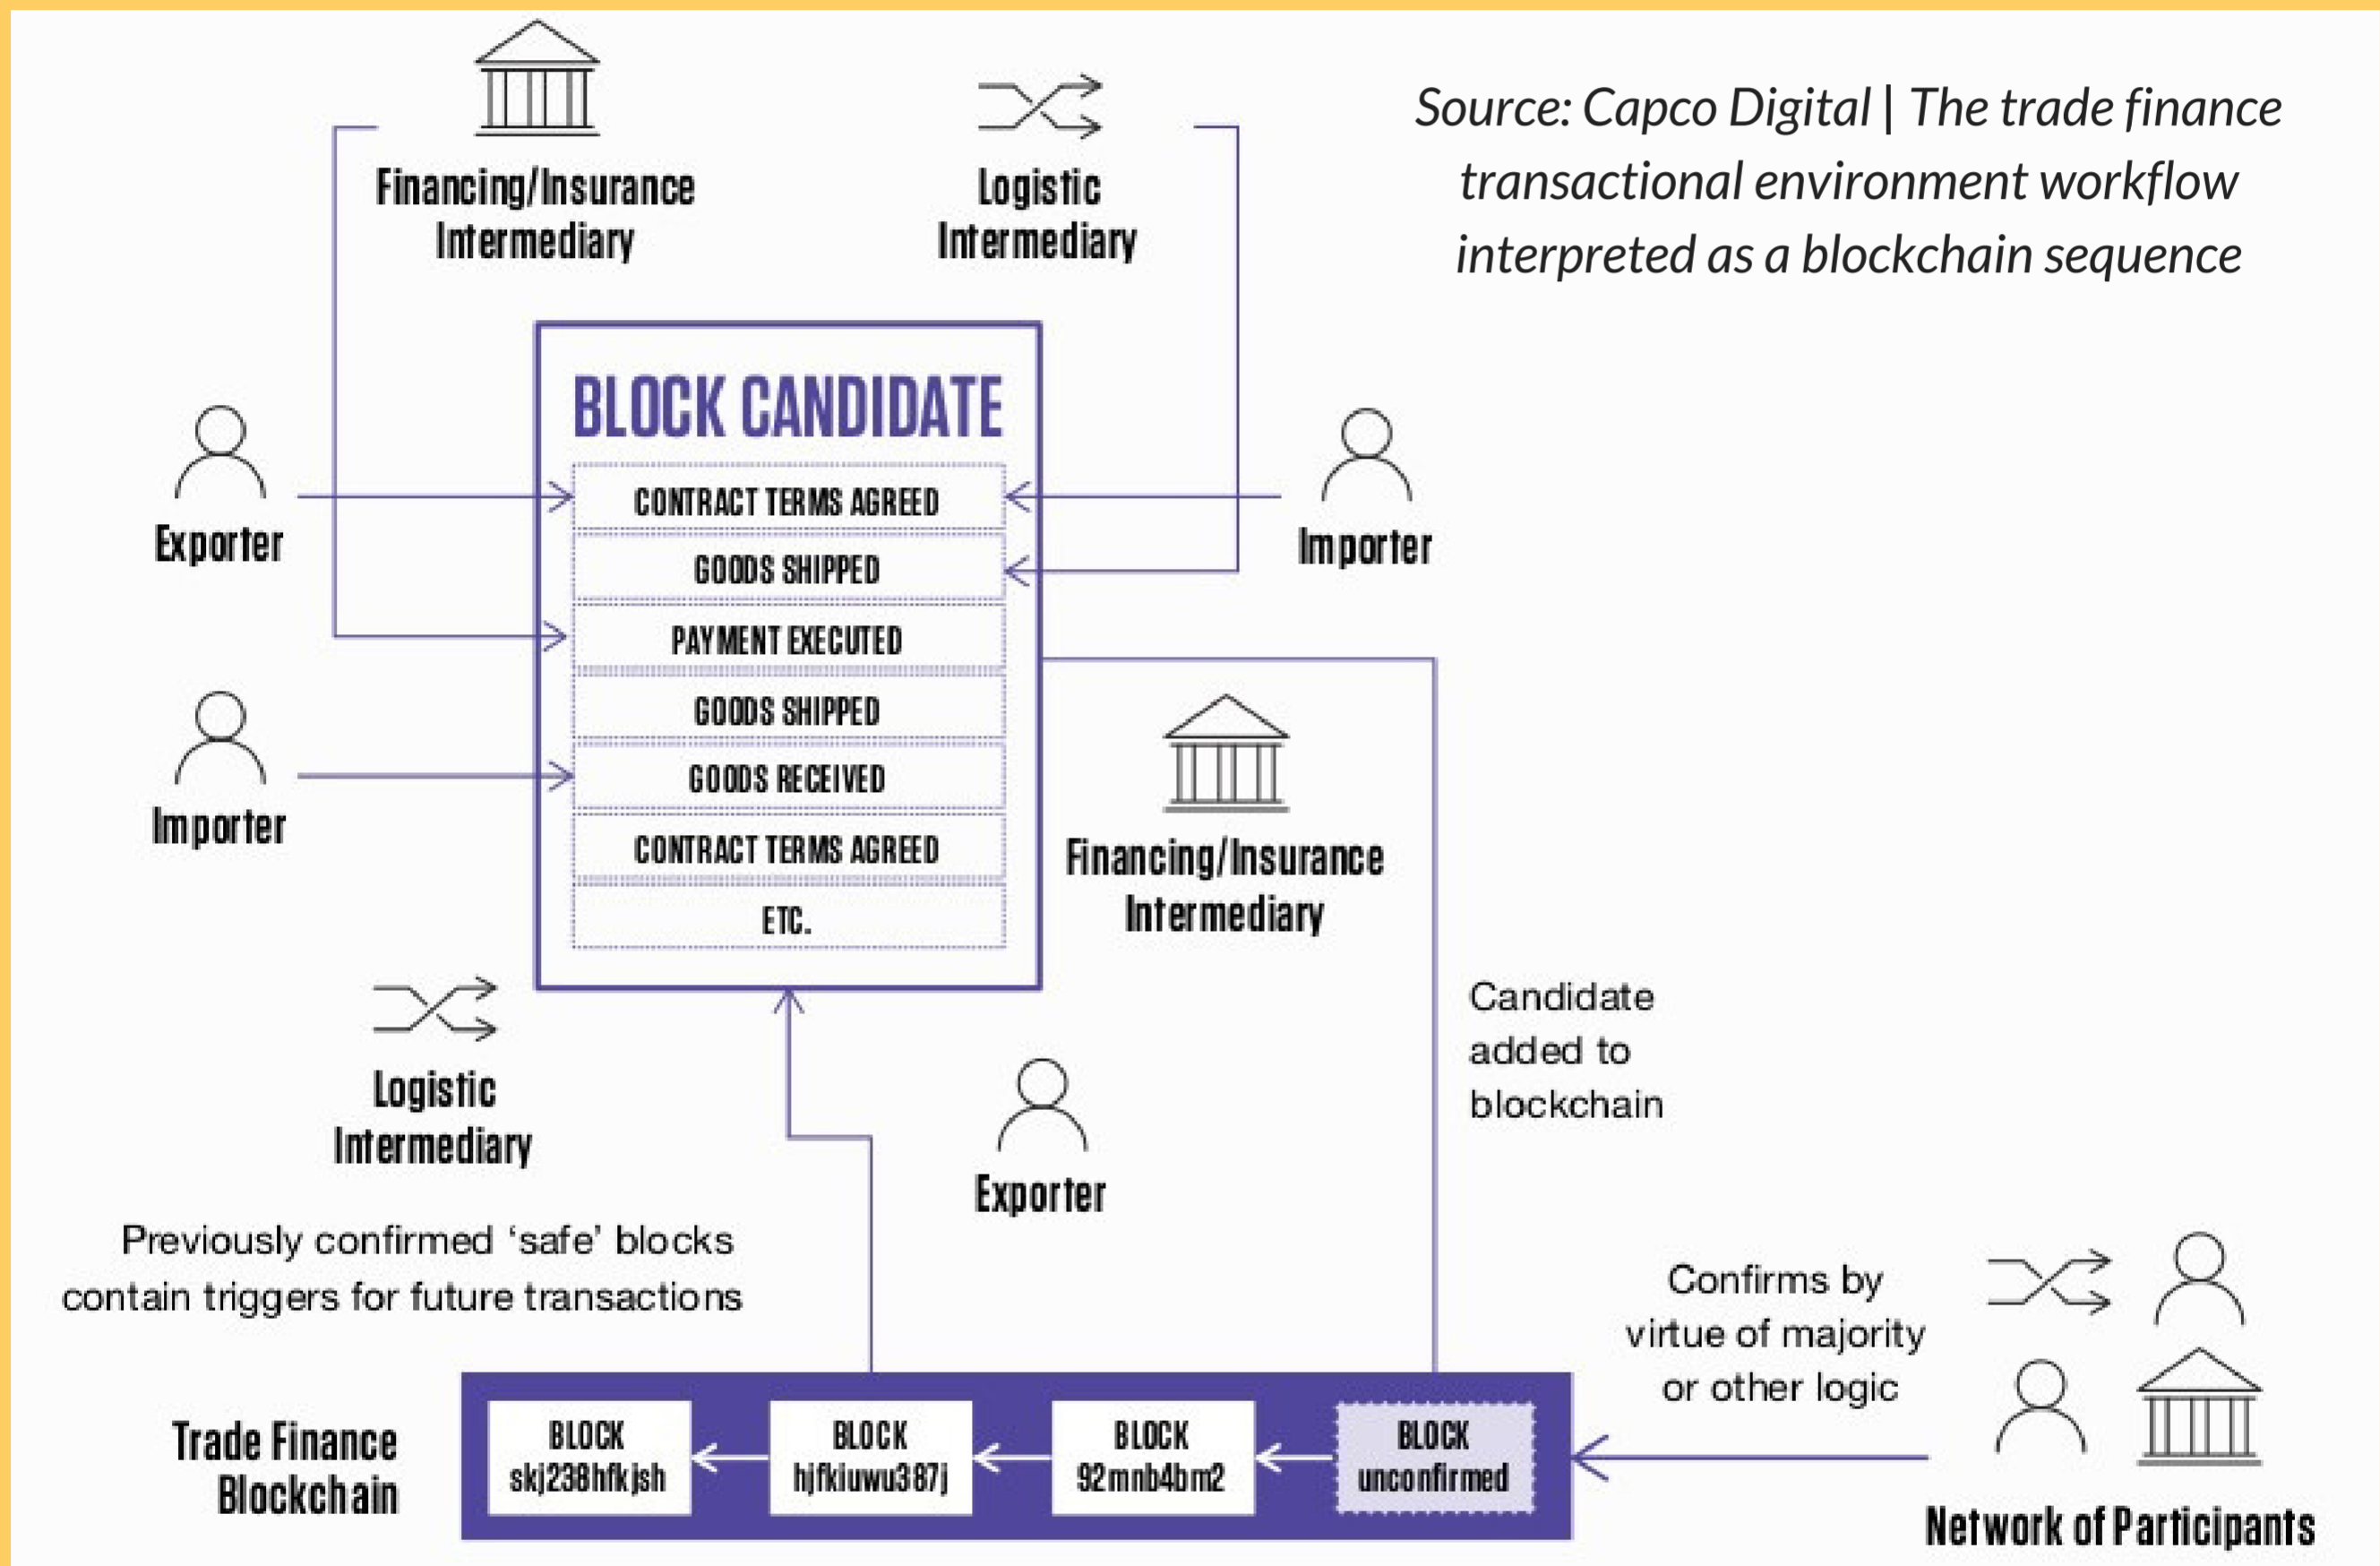 Financing/Insurance
Intermediary
Logistic
Intermediary
Source: Capco Digital | The trade finance
transactional environment workflow
interpreted as a blockchain sequence
BLOCK CANDIDATE
CONTRACT TERMS AGREED
GOODS SHIPPED
PAYMENT EXECUTED
GOODS SHIPPED
GOODS RECEIVED
CONTRACT TERMS AGREED
ETC.
Exporter
Importer
Importer
Financing/Insurance
Intermediary
Candidate
added to
blockchain
Logistic
Intermediary
Exporter
Previously confirmed ‘safe’ blocks
contain triggers for future transactions
Confirms by
virtue of majority
or other logic
Trade Finance
Blockchain
BLOCK
skj238hfkjsh
BLOCK
hjfkiuwu387j
BLOCK
92mnb4bm2
BLOCK
unconfirmed
Network of Participants